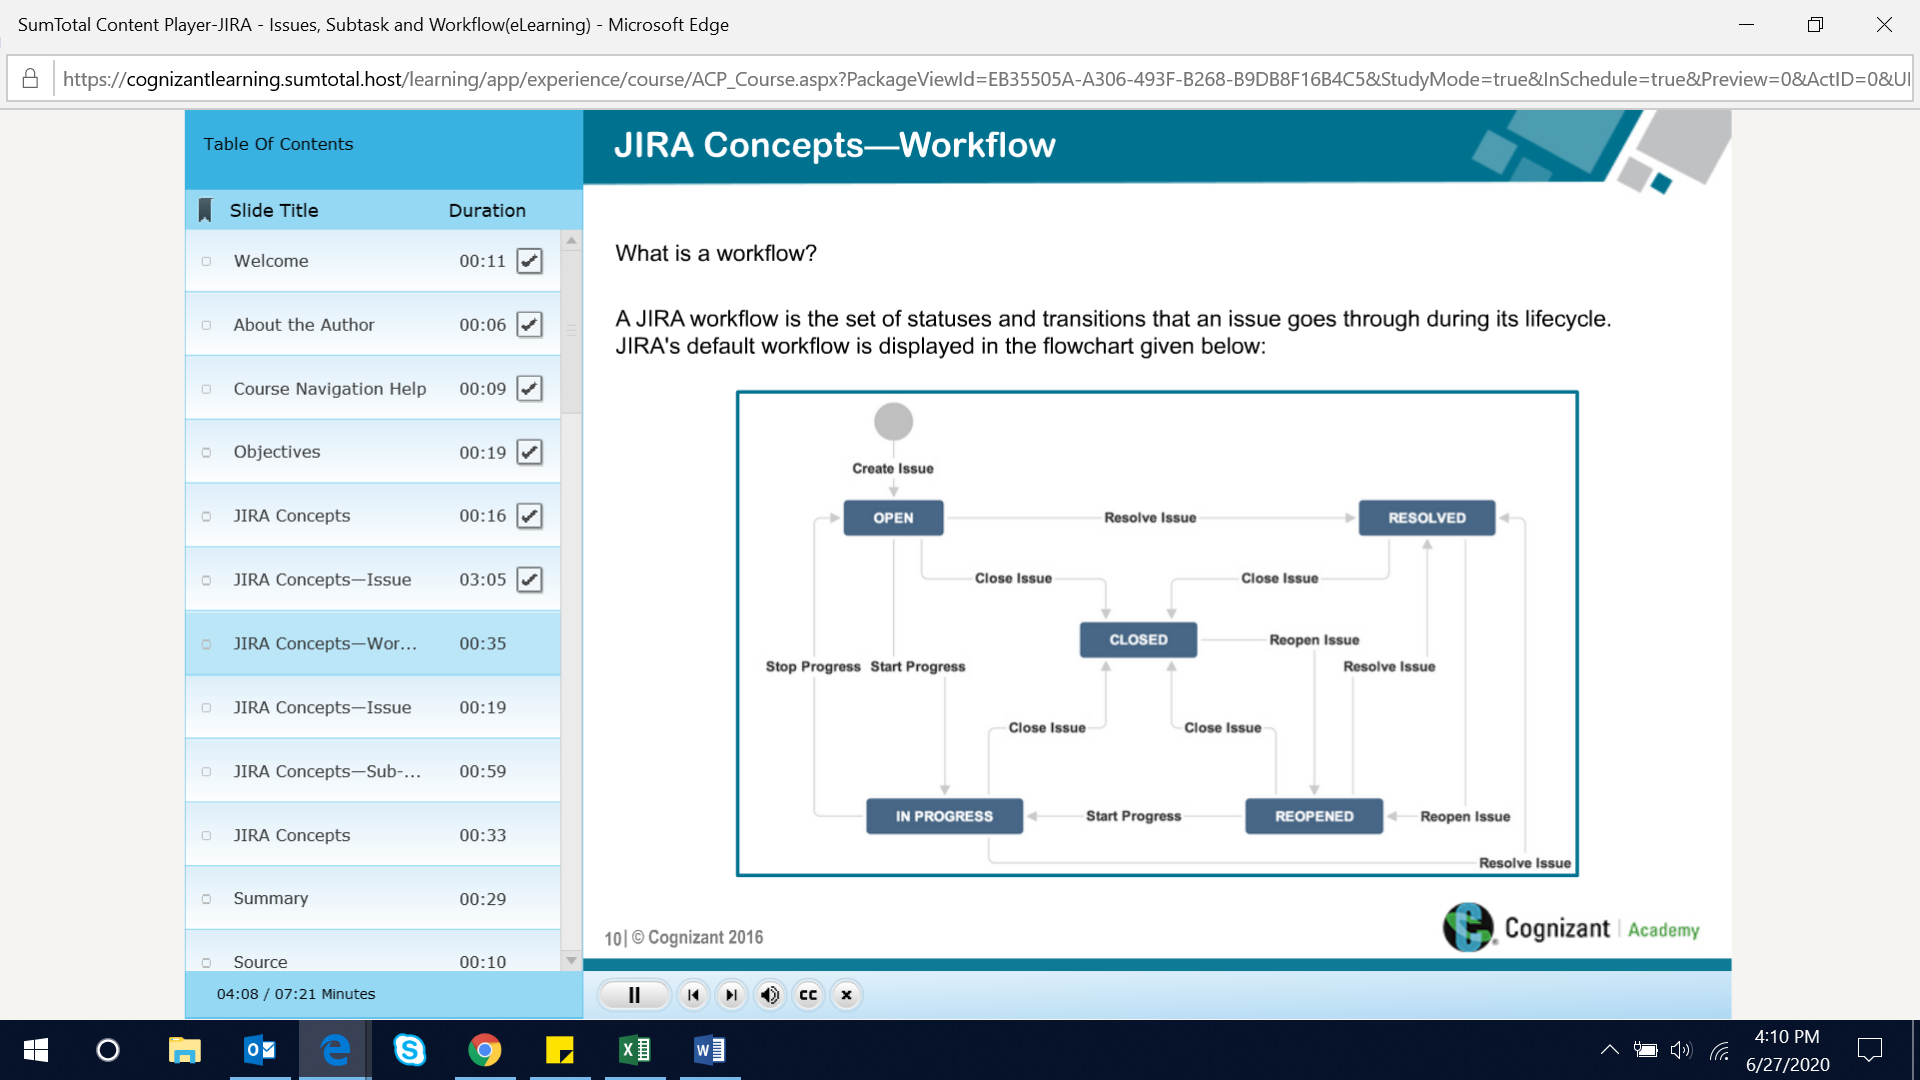 SumTotal Content Player-JIRA - Issues, Subtask and Workflow(eLearning) - Microsoft Edge
https://cognizantlearning.sumtotal.host/learning/app/experience/course/ACP_Course.aspx?PackageViewId=EB35505A-A306-493F-B268-B9DB8F16B4C5&StudyMode=true&InSchedule=true&Preview=0&ActID=0&UI
Table Of Contents
Slide Title Duration
Welcome 00:11
About the Author 00:06
Course Navigation Help 00:09
Objectives 00:19
JIRA Concepts 00:16
JIRA Concepts—Issue 03:05
JIRA Concepts—Wor... 00:35
JIRA Concepts—Issue 00:19
JIRA Concepts—Sub-... 00:59
JIRA Concepts 00:33
Summary 00:29
Source 00:10
04:08 / 07:21 Minutes
JIRA Concepts—Workflow
What is a workflow?
A JIRA workflow is the set of statuses and transitions that an issue goes through during its lifecycle.
JIRA's default workflow is displayed in the flowchart given below:
Create Issue
OPEN Resolve Issue RESOLVED
Close Issue Close Issue
CLOSED Reopen Issue
Stop Progress Start Progress Resolve Issue
Close Issue Close Issue
IN PROGRESS Start Progress REOPENED Reopen Issue
Resolve Issue
10| © Cognizant 2016
Cognizant | Academy
CC
4:10 PM
6/27/2020